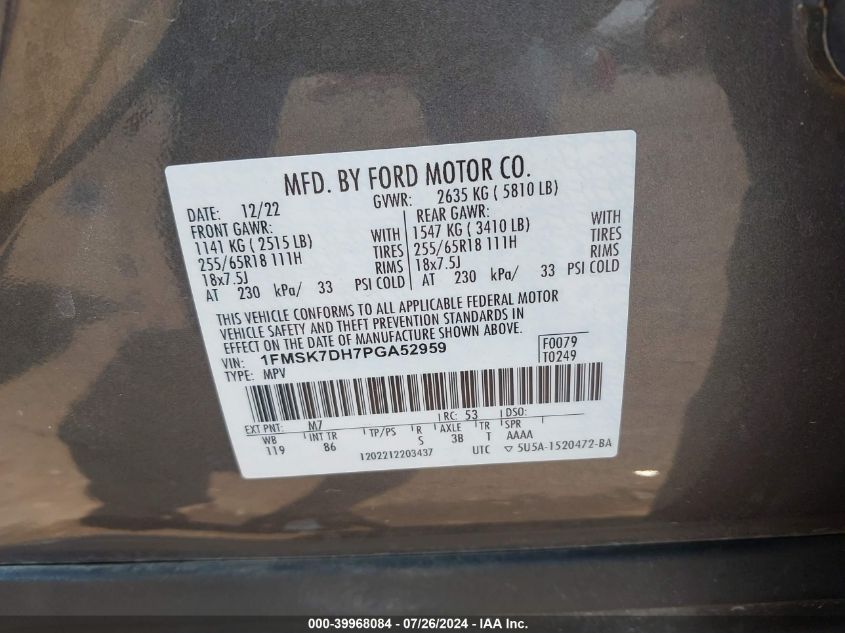 MFD. BY FORD MOTOR CO.
DATE: 12/22 GVWR: 2635 KG ( 5810 LB)
FRONT GAWR: REAR GAWR:
1141 KG ( 2515 LB) WITH 1547 KG ( 3410 LB) WITH
255/65R18 111H TIRES 255/65R18 111H TIRES
18x7.5J RIMS 18x7.5J RIMS
AT 230 kPa/ 33 PSI COLD AT 230 kPa/ 33 PSI COLD
THIS VEHICLE CONFORMS TO ALL APPLICABLE FEDERAL MOTOR
VEHICLE SAFETY AND THEFT PREVENTION STANDARDS IN
EFFECT ON THE DATE OF MANUFACTURE SHOWN ABOVE.
VIN: 1FMSK7DH7PGA52959 F0079
TYPE: MPV T0249
EXT PNT: M7 RC: 53 DSO:
WB INT TR TP/PS R AXLE TR SPR
119 86 S 3B T AAAA
1202212203437 UTC ▽ 5U5A-1520472-BA
000-39968084 / 07/26/2024 - IAA Inc.